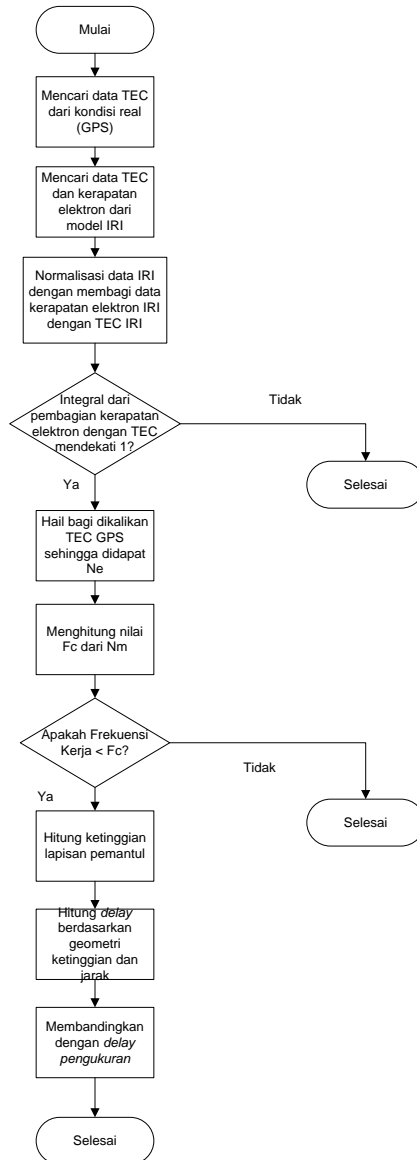 Mulai
Mencari data TEC
dari kondisi real
(GPS)
Mencari data TEC
dan kerapatan
elektron dari
model IRI
Normalisasi data IRI
dengan membagi data
kerapatan elektron IRI
dengan TEC IRI
Integral dari
pembagian kerapatan
elektron dengan TEC
mendekati 1?
Tidak
Selesai
Ya
Hail bagi dikalikan
TEC GPS
sehingga didapat
Ne
Menghitung nilai
Fc dari Nm
Apakah Frekuensi
Kerja < Fc?
Tidak
Selesai
Ya
Hitung ketinggian
lapisan pemantul
Hitung delay
berdasarkan
geometri
ketinggian dan
jarak
Membandingkan
dengan delay
pengukuran
Selesai